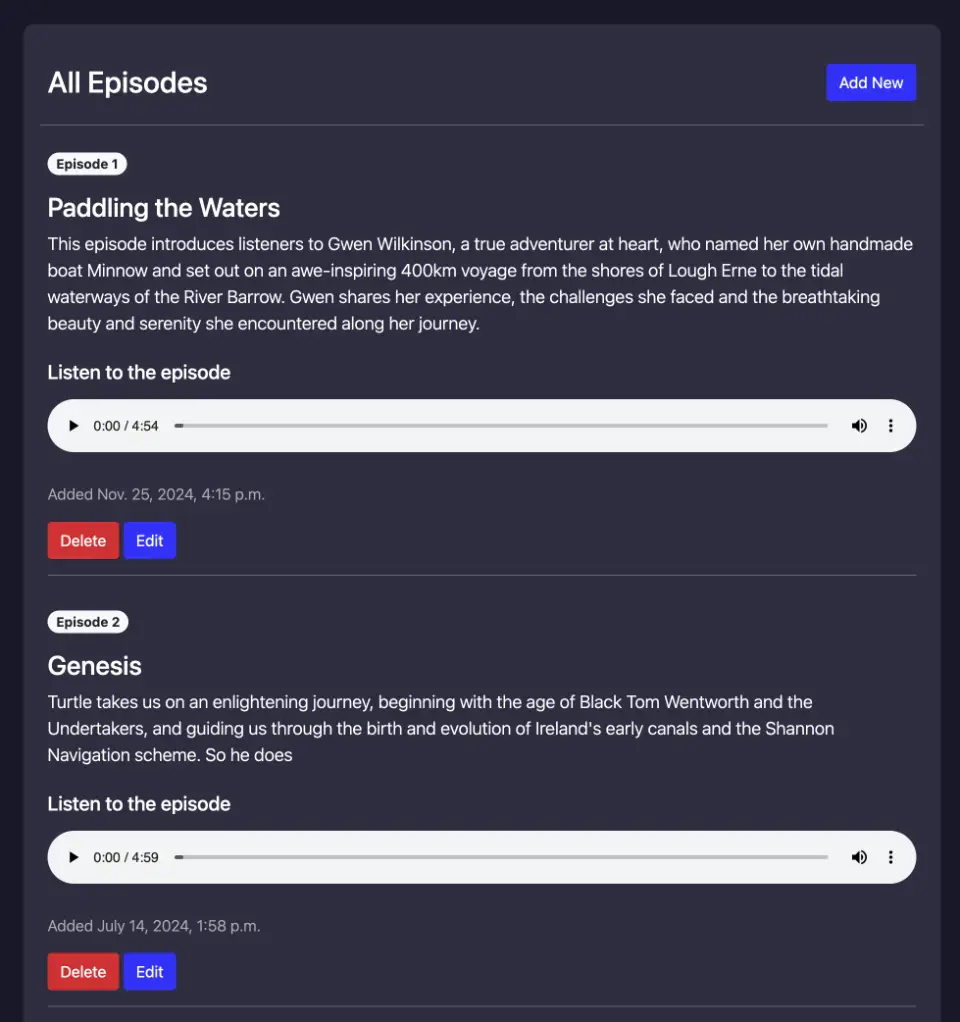 All Episodes
Add New
Episode 1
Paddling the Waters
This episode introduces listeners to Gwen Wilkinson, a true adventurer at heart, who named her own handmade
boat Minnow and set out on an awe-inspiring 400km voyage from the shores of Lough Erne to the tidal
waterways of the River Barrow. Gwen shares her experience, the challenges she faced and the breathtaking
beauty and serenity she encountered along her journey.
Listen to the episode
0:00 / 4:54
Added Nov. 25, 2024, 4:15 p.m.
Delete Edit
Episode 2
Genesis
Turtle takes us on an enlightening journey, beginning with the age of Black Tom Wentworth and the
Undertakers, and guiding us through the birth and evolution of Ireland's early canals and the Shannon
Navigation scheme. So he does
Listen to the episode
0:00 / 4:59
Added July 14, 2024, 1:58 p.m.
Delete Edit